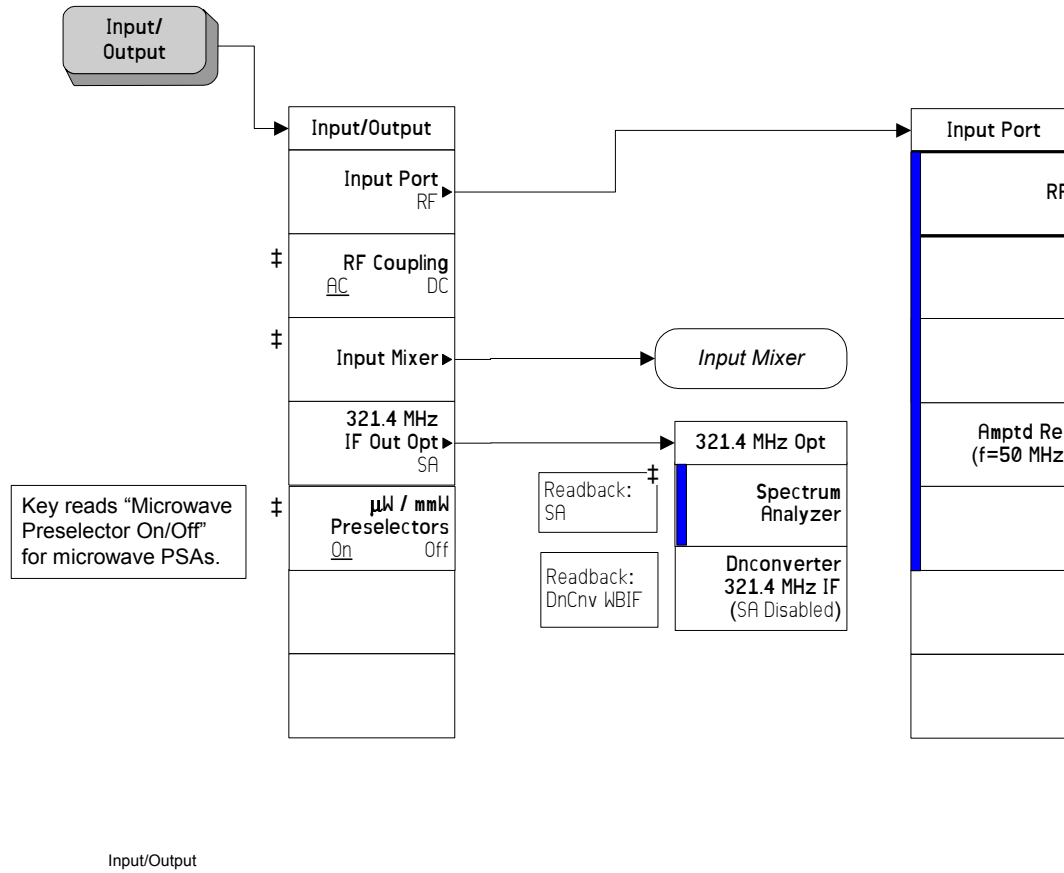 Input/
Output
Input/Output
Input Port
RF
‡
RF Coupling
AC DC
‡
Input Mixer
321.4 MHz
IF Out Opt
SA
‡
µW / mmW
Preselectors
On Off
Key reads “Microwave
Preselector On/Off”
for microwave PSAs.
Input Mixer
321.4 MHz Opt
‡
Readback:
SA
Spectrum
Analyzer
Readback:
DnCnv WBIF
Dnconverter
321.4 MHz IF
(SA Disabled)
Input Port
RF
Amptd Re
(f=50 MHz
Input/Output